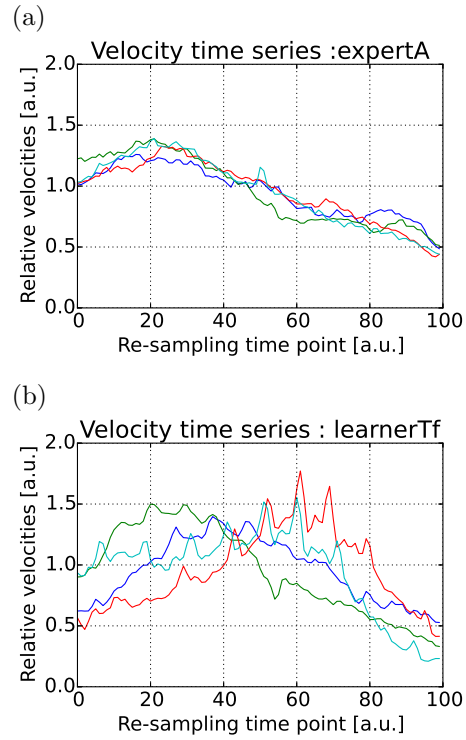 (a)
Velocity time series :expertA
2.0
1.5
1.0
0.5
0.0
Relative velocities [a.u.]
0 20 40 60 80 100
Re-sampling time point [a.u.]
(b)
Velocity time series : learnerTf
2.0
1.5
1.0
0.5
0.0
Relative velocities [a.u.]
0 20 40 60 80 100
Re-sampling time point [a.u.]